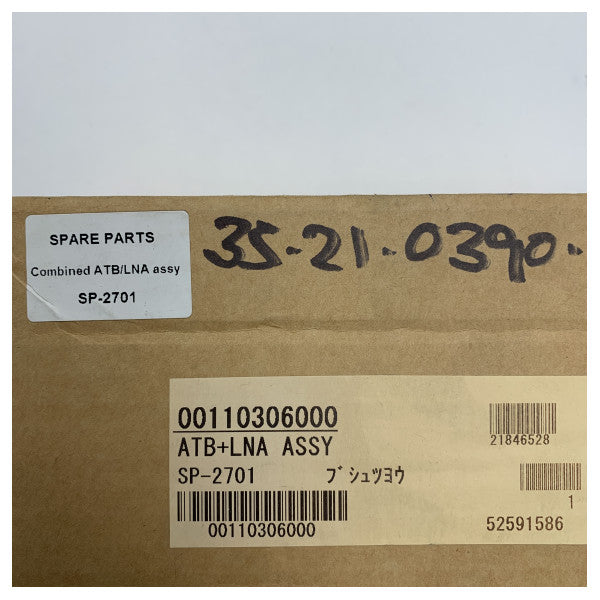 SPARE PARTS
Combined ATB/LNA assy
SP-2701
35-21-0390-
00110306000
ATB+LNA ASSY
SP-2701 ブシュツヨウ
00110306000
21846528
1
52591586